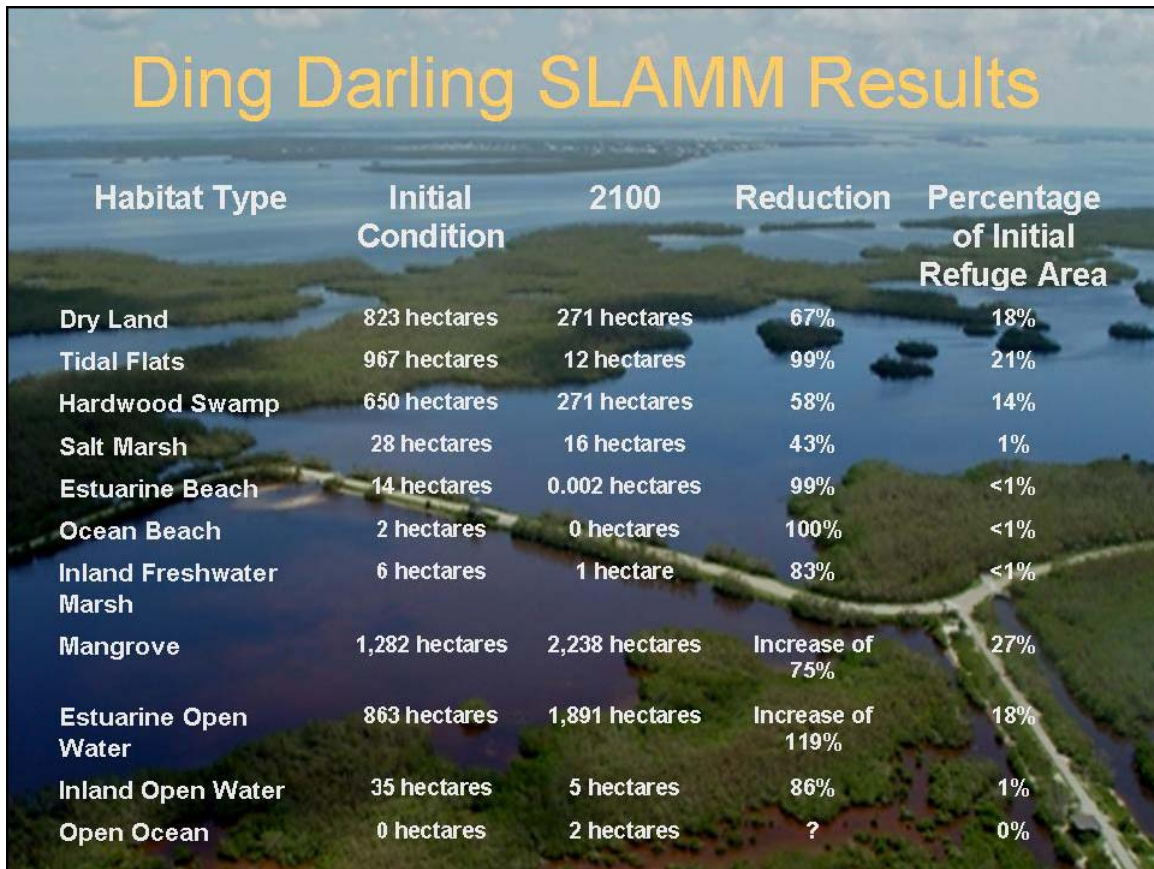 Ding Darling SLAMM Results
Habitat Type Initial Condition 2100 Reduction Percentage of Initial Refuge Area
Dry Land 823 hectares 271 hectares 67% 18%
Tidal Flats 967 hectares 12 hectares 99% 21%
Hardwood Swamp 650 hectares 271 hectares 58% 14%
Salt Marsh 28 hectares 16 hectares 43% 1%
Estuarine Beach 14 hectares 0.002 hectares 99% <1%
Ocean Beach 2 hectares 0 hectares 100% <1%
Inland Freshwater Marsh 6 hectares 1 hectare 83% <1%
Mangrove 1,282 hectares 2,238 hectares Increase of 75% 27%
Estuarine Open Water 863 hectares 1,891 hectares Increase of 119% 18%
Inland Open Water 35 hectares 5 hectares 86% 1%
Open Ocean 0 hectares 2 hectares ? 0%